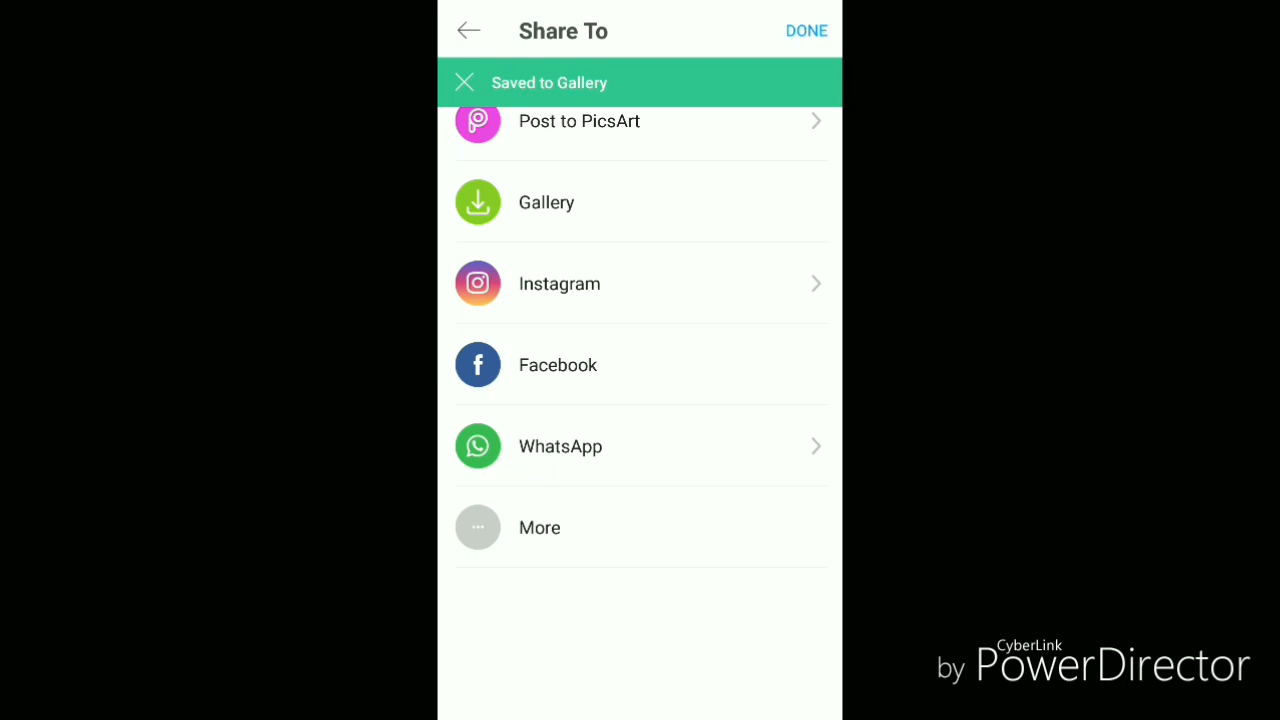 Share To
DONE
Saved to Gallery
Post to PicsArt
Gallery
Instagram
Facebook
WhatsApp
More
CyberLink
by PowerDirector